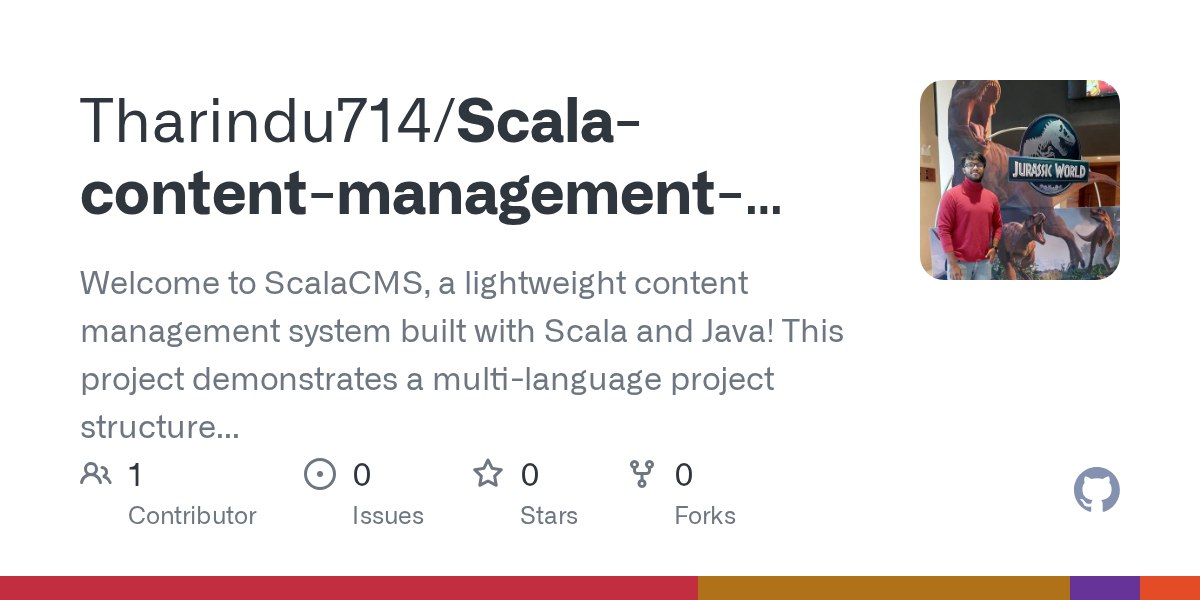 Tharindu714/Scala-
content-management-...
Welcome to ScalaCMS, a lightweight content
management system built with Scala and Java! This
project demonstrates a multi-language project
structure...
1
Contributor
0
Issues
0
Stars
0
Forks
JURASSIC WORLD